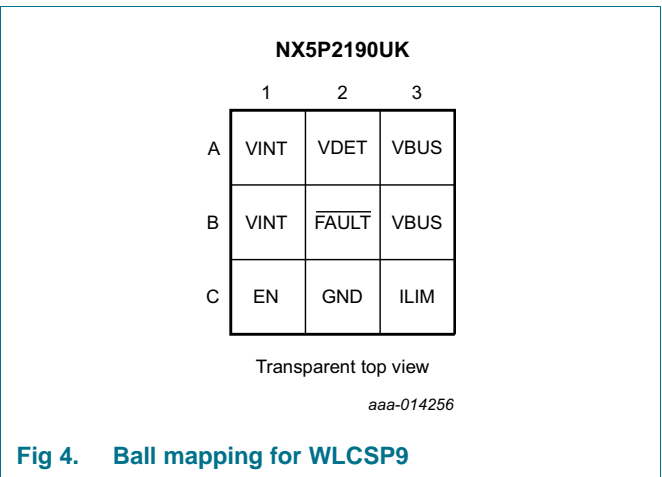 NX5P2190UK
1 2 3
A VINT VDET VBUS
B VINT FAULT VBUS
C EN GND ILIM
Transparent top view
aaa-014256
Fig 4. Ball mapping for WLCSP9